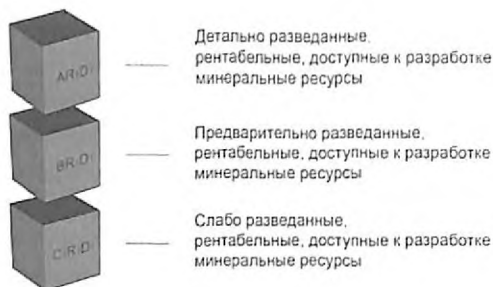 Детально разведанные,
рентабельные, доступные к разработке
минеральные ресурсы
Предварительно разведанные,
рентабельные, доступные к разработке
минеральные ресурсы
Слабо разведанные,
рентабельные, доступные к разработке
минеральные ресурсы